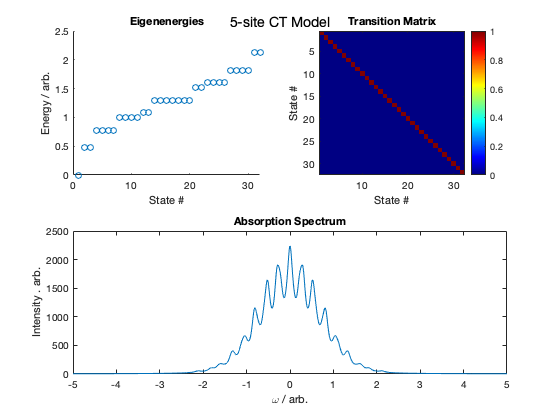 5-site CT Model
Eigenenergies
Energy / arb.
2.5
2
1.5
1
0.5
0
0 10 20 30
State #
Transition Matrix
State #
5
10
15
20
25
30
10 20 30
State #
1
0.8
0.6
0.4
0.2
0
Absorption Spectrum
Intensity . arb.
2500
2000
1500
1000
500
0
-5 -4 -3 -2 -1 0 1 2 3 4 5
ω / arb.